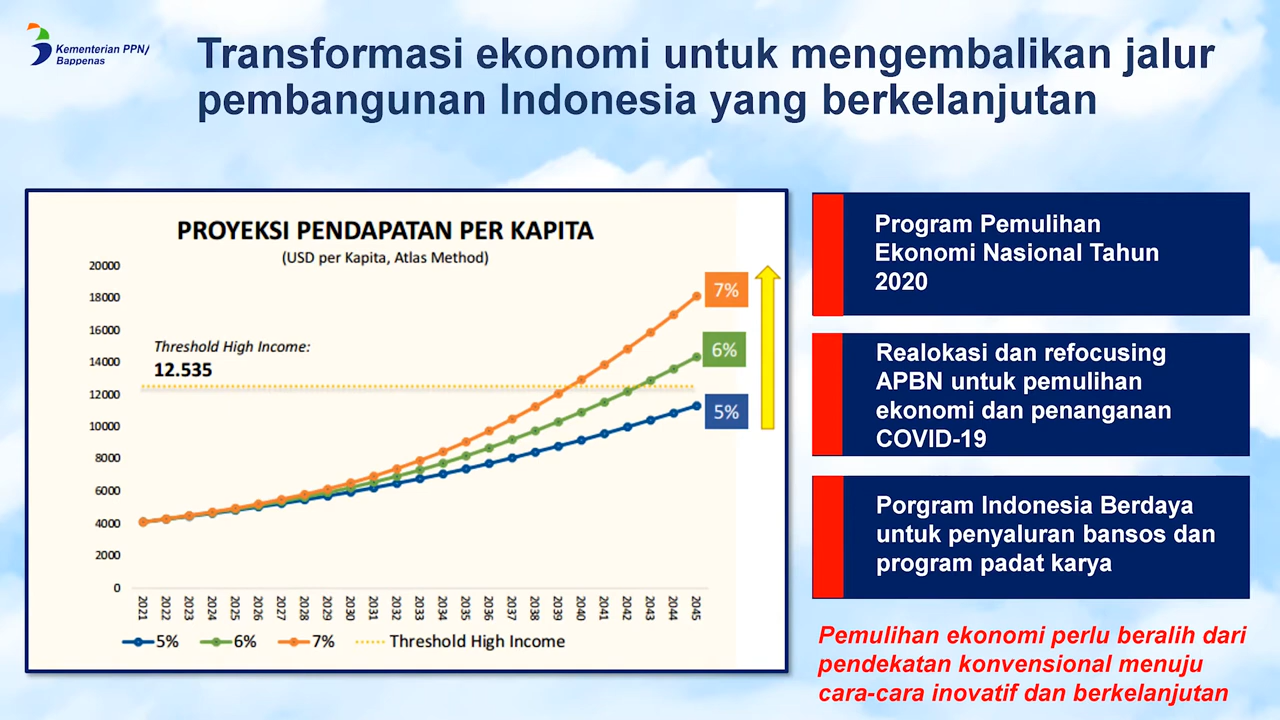 Kementerian PPN/
Bappenas
Transformasi ekonomi untuk mengembalikan jalur
pembangunan Indonesia yang berkelanjutan
PROYEKSI PENDAPATAN PER KAPITA
(USD per Kapita, Atlas Method)
20000
18000
16000
14000
12000
10000
8000
6000
4000
2000
0
Threshold High Income:
12.535
7%
6%
5%
2021 2022 2023 2024 2025 2026 2027 2028 2029 2030 2031 2032 2033 2034 2035 2036 2037 2038 2039 2040 2041 2042 2043 2044 2045
5% 6% 7% Threshold High Income
Program Pemulihan
Ekonomi Nasional Tahun
2020
Realokasi dan refocusing
APBN untuk pemulihan
ekonomi dan penanganan
COVID-19
Porgram Indonesia Berdaya
untuk penyaluran bansos dan
program padat karya
Pemulihan ekonomi perlu beralih dari
pendekatan konvensional menuju
cara-cara inovatif dan berkelanjutan